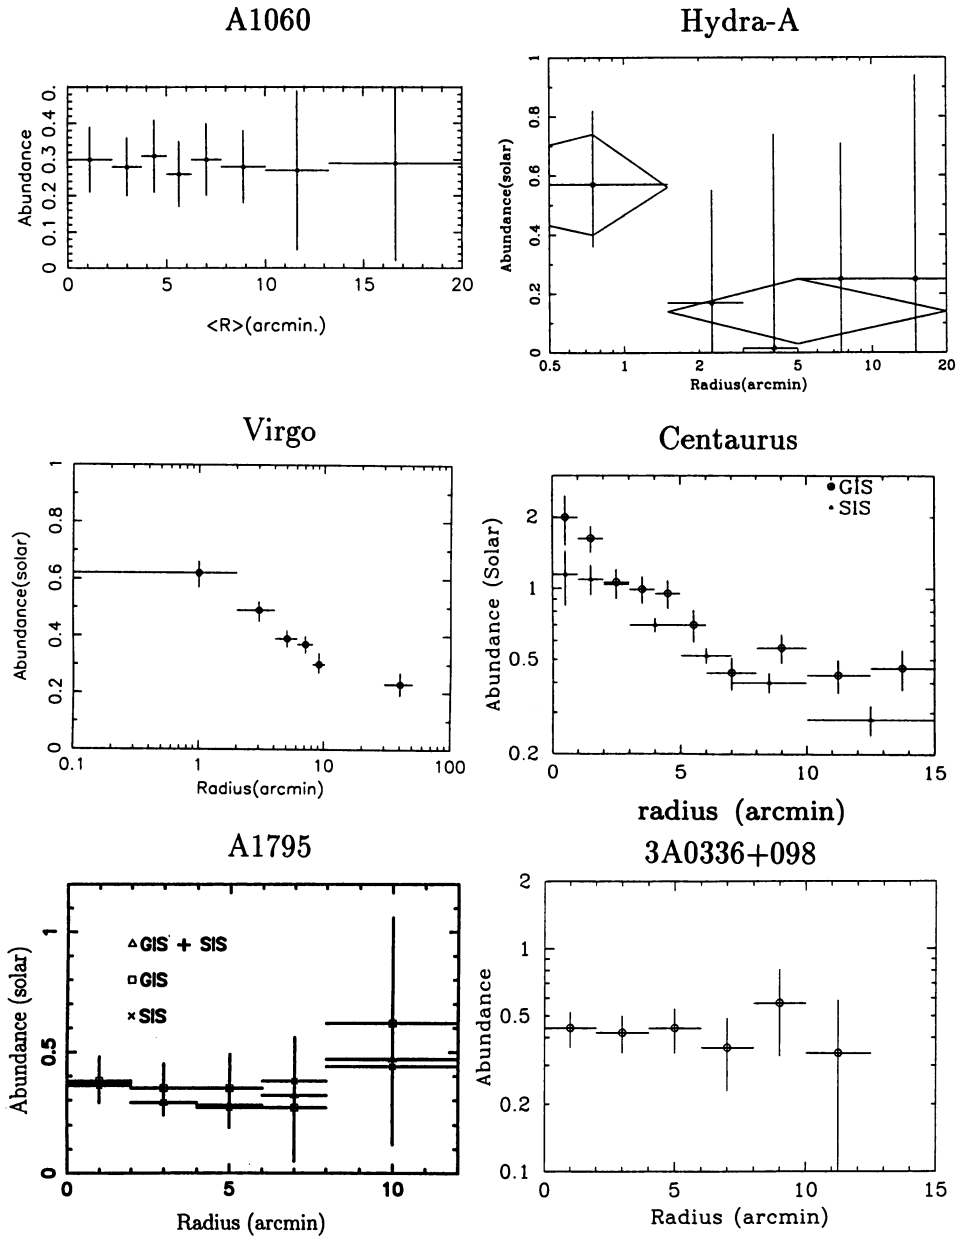 A1060
Abundance
0 0.1 0.2 0.3 0.4 0.
0 5 10 15 20
<R>(arcmin.)
Hydra-A
Abundance(solar)
0 0.2 0.4 0.6 0.8 1
0.5 1 2 5 10 20
Radius(arcmin)
Virgo
Abundance(solar)
0 0.2 0.4 0.6 0.8 1
0.1 1 10 100
Radius(arcmin)
Centaurus
GIS
SIS
Abundance (Solar)
2
1
0.5
0.2
0 5 10 15
radius (arcmin)
A1795
GIS + SIS
GIS
SIS
Abundance (solar)
0 0.5 1
0 5 10
Radius (arcmin)
3A0336+098
Abundance
2
1
0.5
0.2
0.1
0 5 10 15
Radius (arcmin)